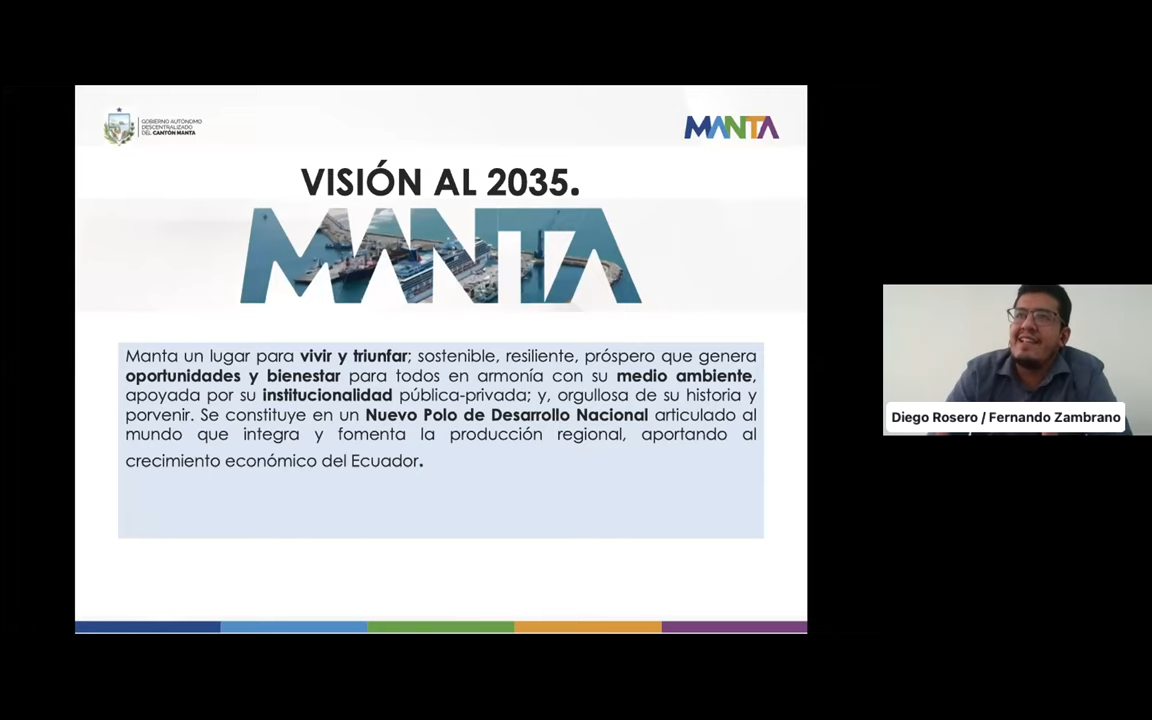 GOBIERNO AUTÓNOMO
DESCENTRALIZADO
DEL CANTÓN MANTA
MANTA
VISIÓN AL 2035.
MANTA
Manta un lugar para vivir y triunfar; sostenible, resiliente, próspero que genera
oportunidades y bienestar para todos en armonía con su medio ambiente,
apoyada por su institucionalidad pública-privada; y, orgullosa de su historia y
porvenir. Se constituye en un Nuevo Polo de Desarrollo Nacional articulado al
mundo que integra y fomenta la producción regional, aportando al
crecimiento económico del Ecuador.
Diego Rosero / Fernando Zambrano